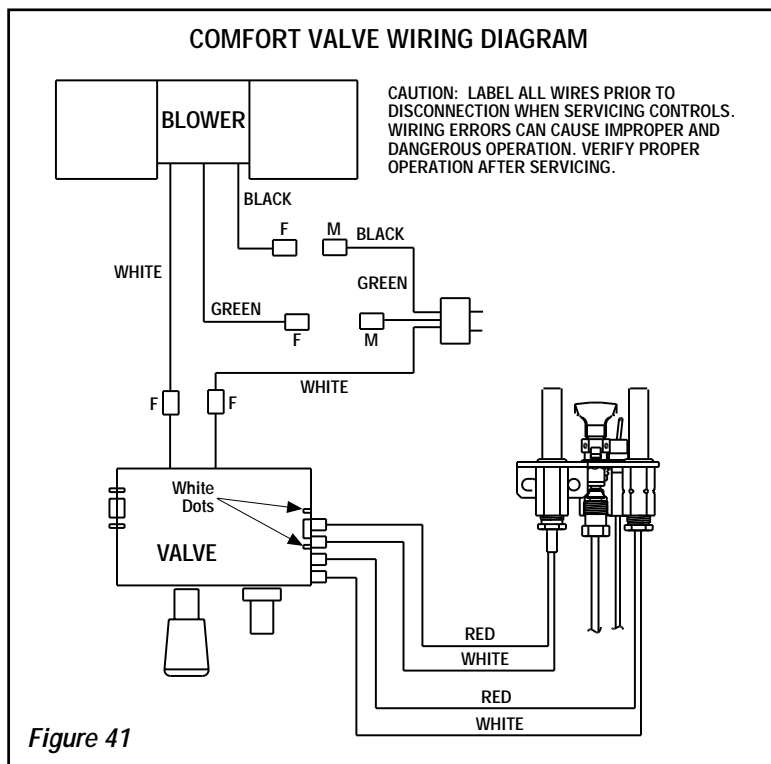 COMFORT VALVE WIRING DIAGRAM
CAUTION: LABEL ALL WIRES PRIOR TO
DISCONNECTION WHEN SERVICING CONTROLS.
WIRING ERRORS CAN CAUSE IMPROPER AND
DANGEROUS OPERATION. VERIFY PROPER
OPERATION AFTER SERVICING.
BLOWER
BLACK
F
M
BLACK
WHITE
GREEN
GREEN
F
M
WHITE
F
F
White
Dots
VALVE
RED
WHITE
RED
WHITE
Figure 41